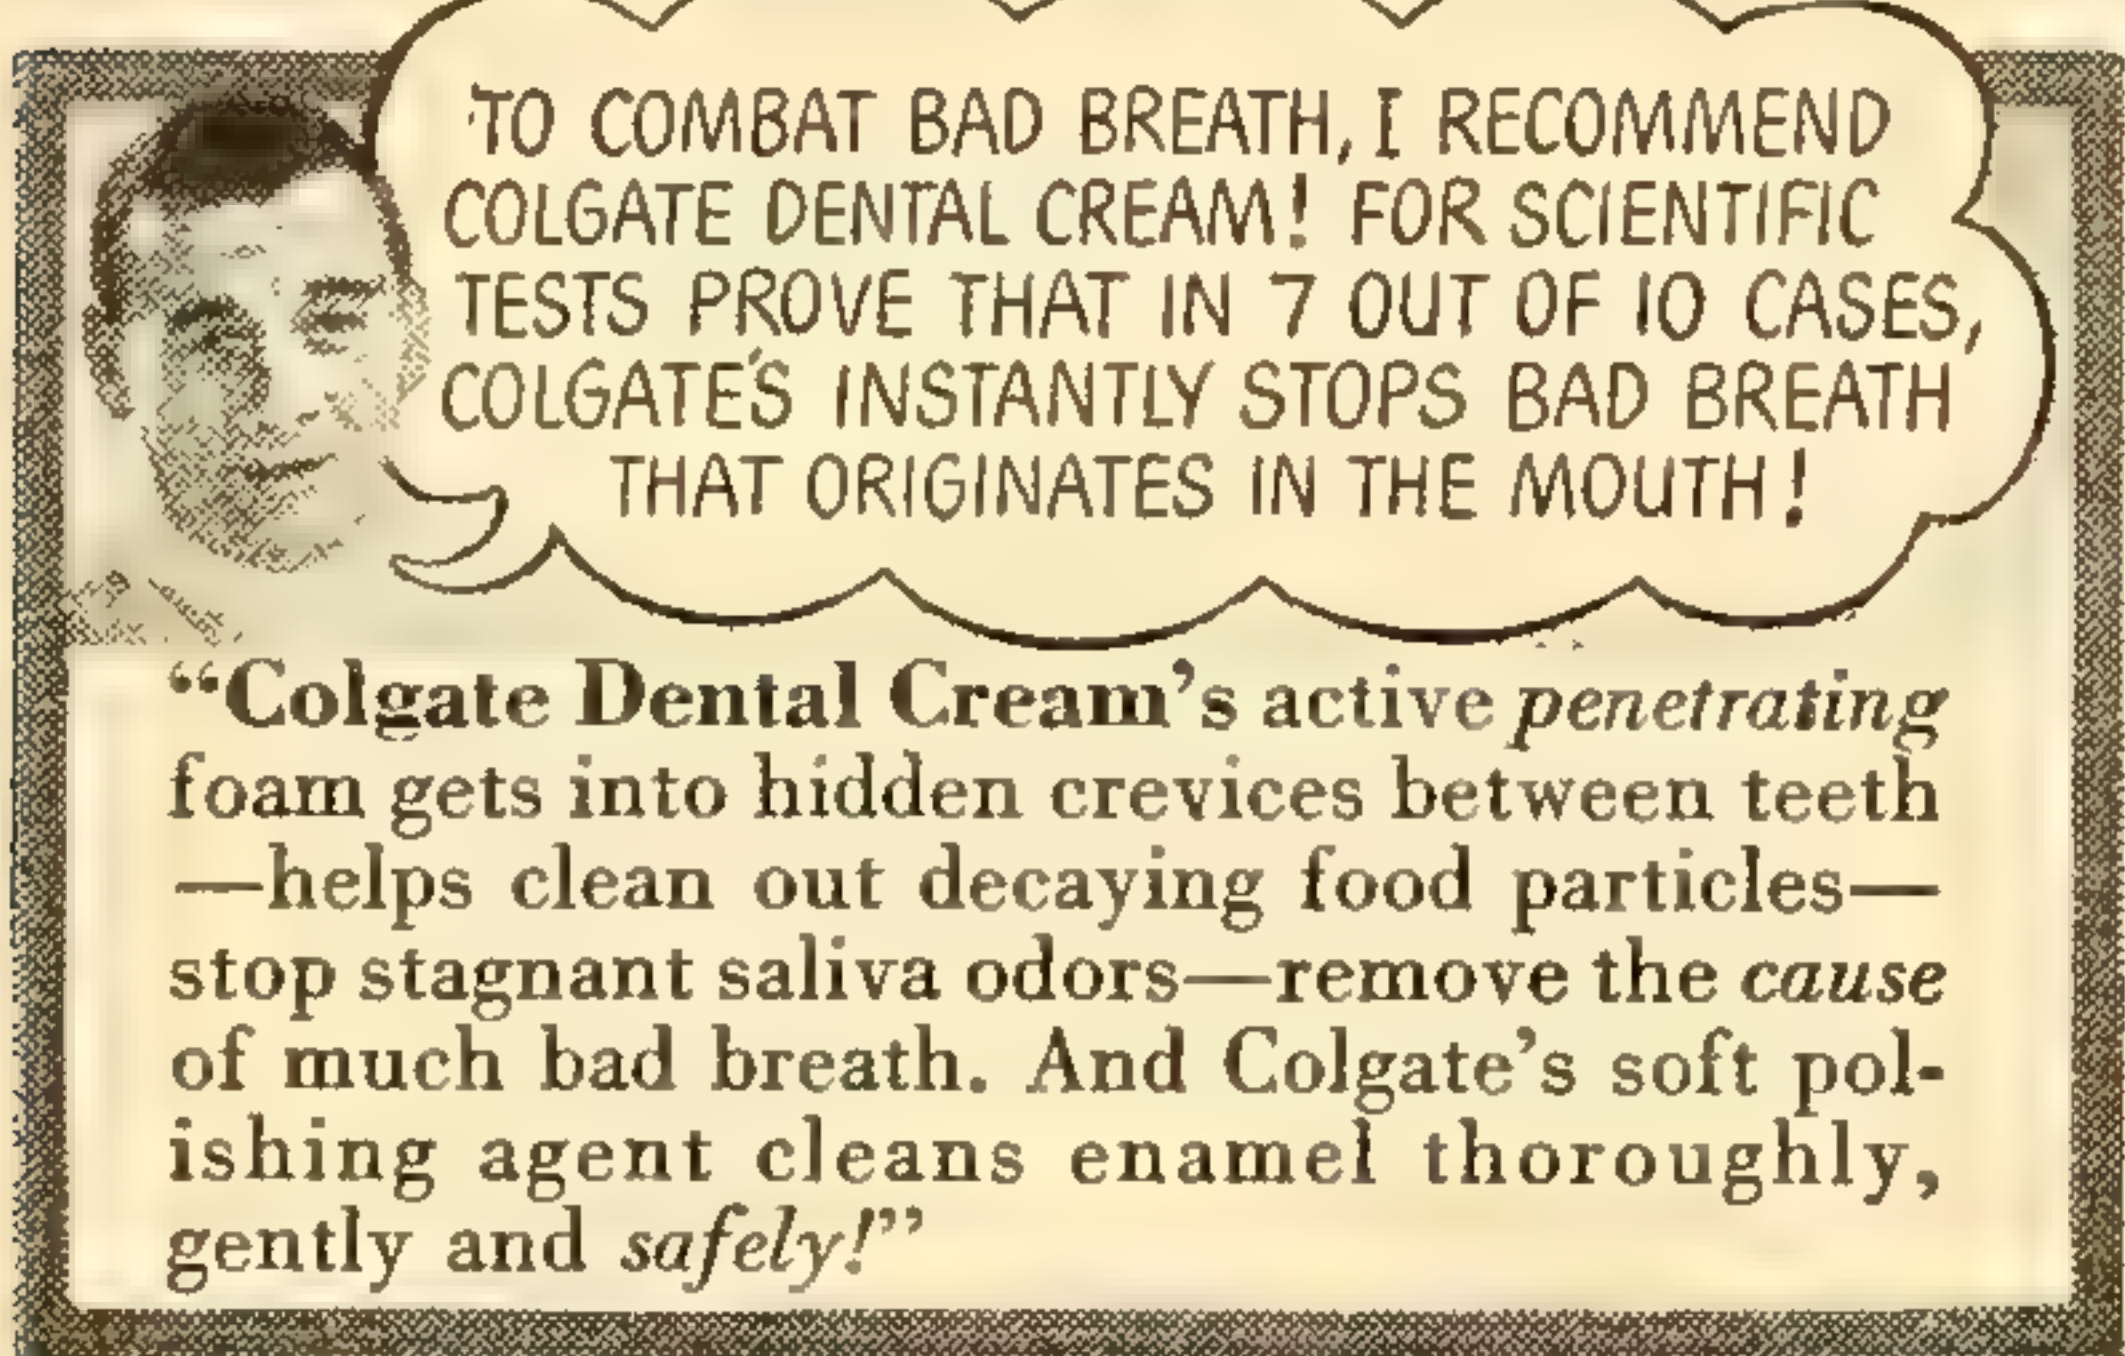 TO COMBAT BAD BREATH, I RECOMMEND
COLGATE DENTAL CREAM! FOR SCIENTIFIC
TESTS PROVE THAT IN 7 OUT OF 10 CASES,
COLGATE'S INSTANTLY STOPS BAD BREATH
THAT ORIGINATES IN THE MOUTH!
“Colgate Dental Cream’s active penetrating
foam gets into hidden crevices between teeth
—helps clean out decaying food particles—
stop stagnant saliva odors—remove the cause
of much bad breath. And Colgate’s soft pol-
ishing agent cleans enamel thoroughly,
gently and safely!”